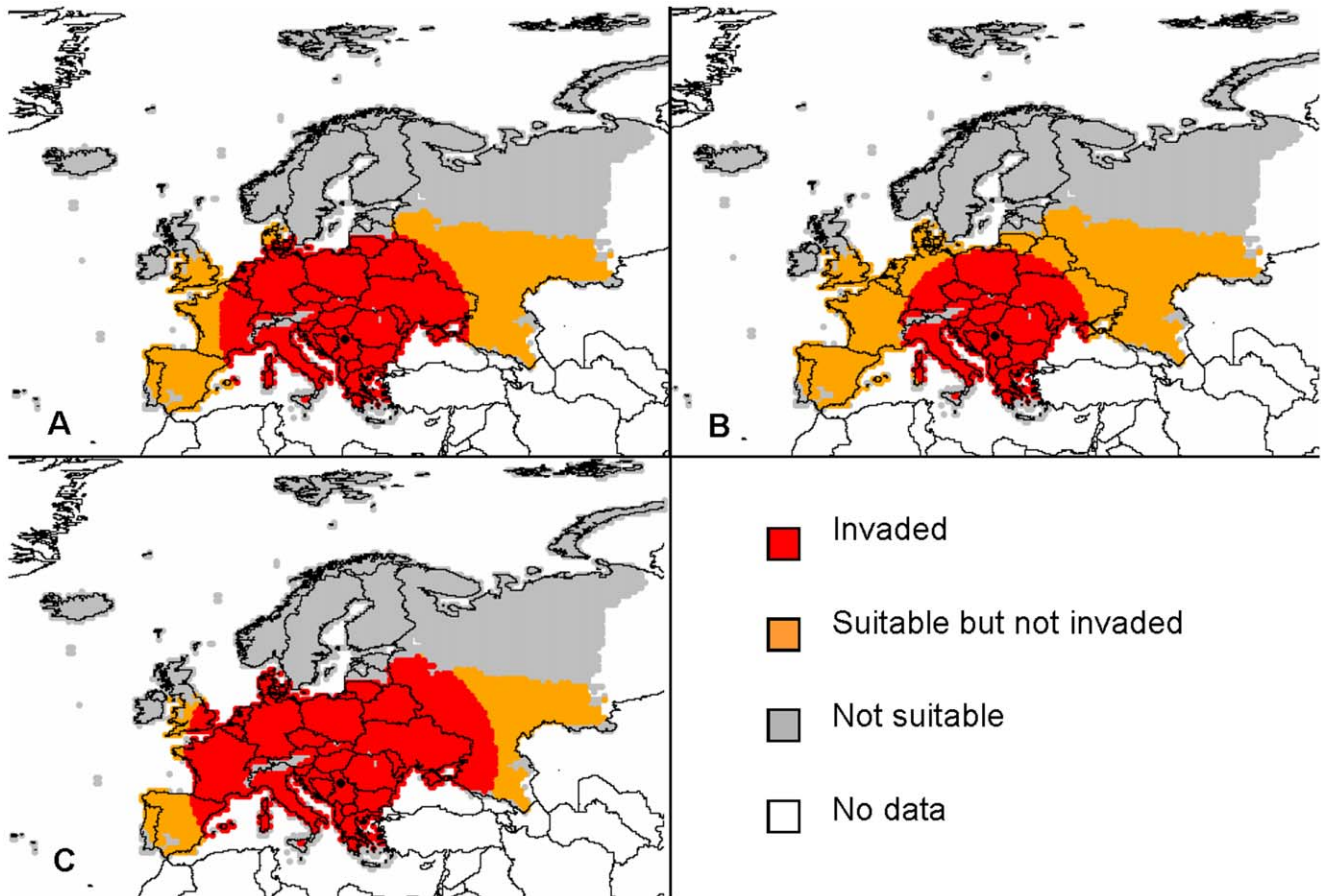 A
B
C
Invaded
Suitable but not invaded
Not suitable
No data